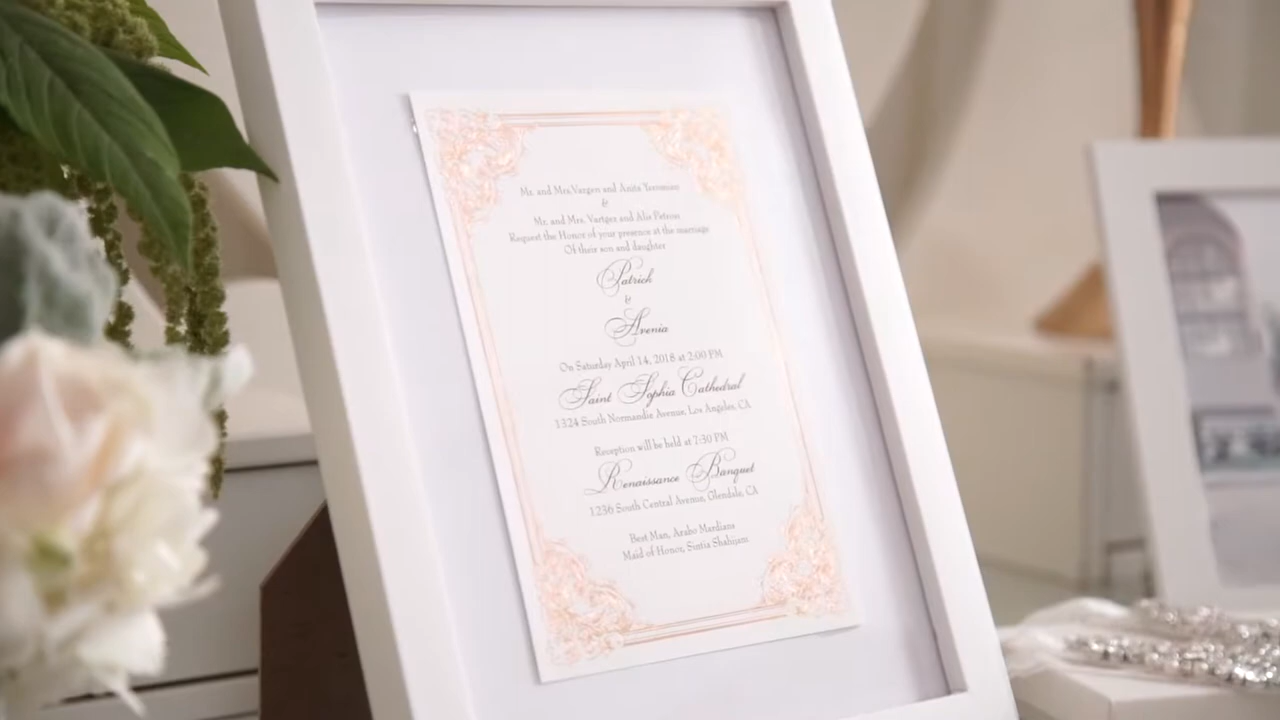 Mr. and Mrs.Vargen and Anita Yeremian
&
Mr. and Mrs. Vartges and Alis Petrosi
Request the Honor of your presence at the marriage
Of their son and daughter
Patrick
&
Avenia
On Saturday April 14, 2018 at 2:00 PM
Saint Sophia Cathedral
1324 South Normandie Avenue, Los Angeles, CA
Reception will be held at 7:30 PM
Renaissance Banquet
1236 South Central Avenue, Glendale, CA
Best Man, Arabo Mardians
Maid of Honor, Sintia Shahijani